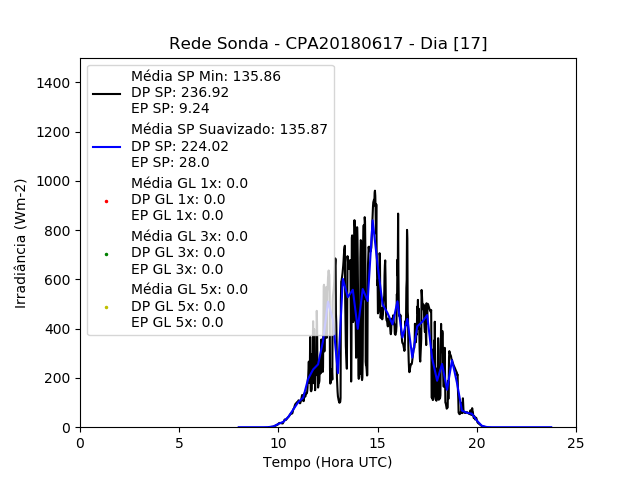 Rede Sonda - CPA20180617 - Dia [17]
Média SP Min: 135.86
DP SP: 236.92
EP SP: 9.24
Média SP Suavizado: 135.87
DP SP: 224.02
EP SP: 28.0
Média GL 1x: 0.0
DP GL 1x: 0.0
EP GL 1x: 0.0
Média GL 3x: 0.0
DP GL 3x: 0.0
EP GL 3x: 0.0
Média GL 5x: 0.0
DP GL 5x: 0.0
EP GL 5x: 0.0
Irradiância (Wm-2)
1400
1200
1000
800
600
400
200
0
0 5 10 15 20 25
Tempo (Hora UTC)